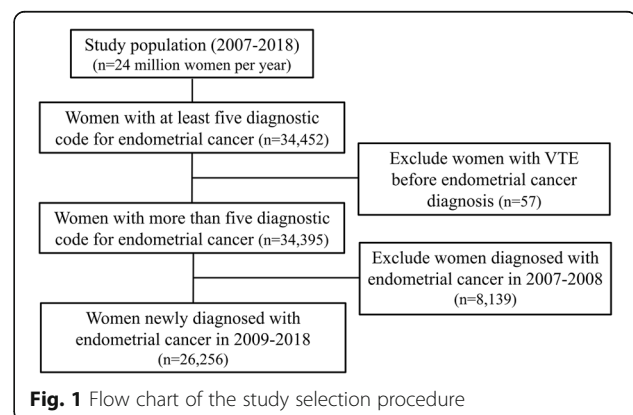 Study population (2007-2018)
(n=24 million women per year)
Women with at least five diagnostic
code for endometrial cancer (n=34,452)
Exclude women with VTE
before endometrial cancer
diagnosis (n=57)
Women with more than five diagnostic
code for endometrial cancer (n=34,395)
Exclude women diagnosed with
endometrial cancer in 2007-2008
(n=8,139)
Women newly diagnosed with
endometrial cancer in 2009-2018
(n=26,256)
Fig. 1 Flow chart of the study selection procedure